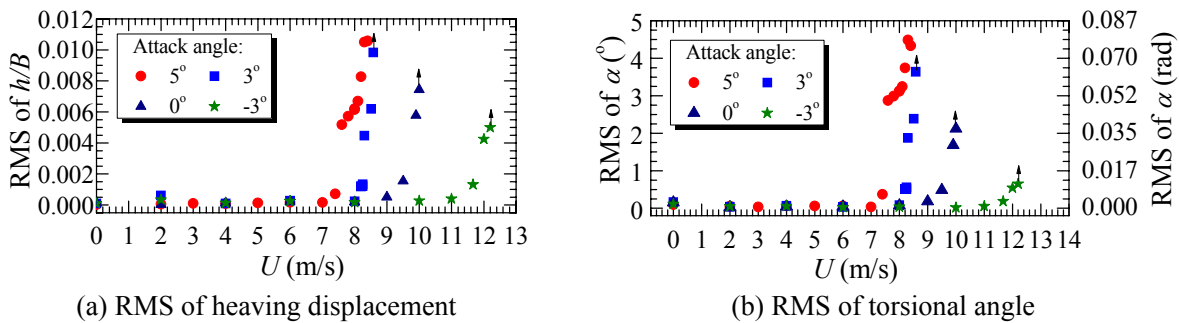 RMS of h/B
0.012
0.010
0.008
0.006
0.004
0.002
0.000
Attack angle:
5° 3°
0° -3°
0 1 2 3 4 5 6 7 8 9 10 11 12 13
U (m/s)
(a) RMS of heaving displacement
RMS of α (°)
5
4
3
2
1
0
Attack angle:
5° 3°
0° -3°
0.087
0.070
0.052
0.035
0.017
0.000
RMS of α (rad)
0 1 2 3 4 5 6 7 8 9 10 11 12 13 14
U (m/s)
(b) RMS of torsional angle